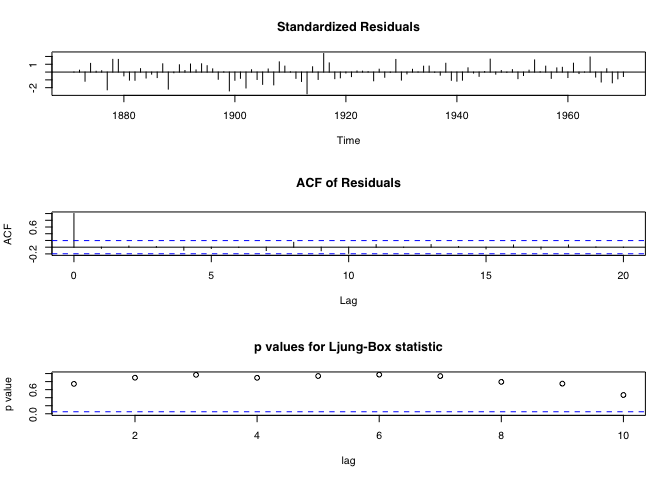 Standardized Residuals
1
-2
1880 1900 1920 1940 1960
Time
ACF of Residuals
ACF
0.6
-0.2
0 5 10 15 20
Lag
p values for Ljung-Box statistic
p value
0.6
0.0
2 4 6 8 10
lag